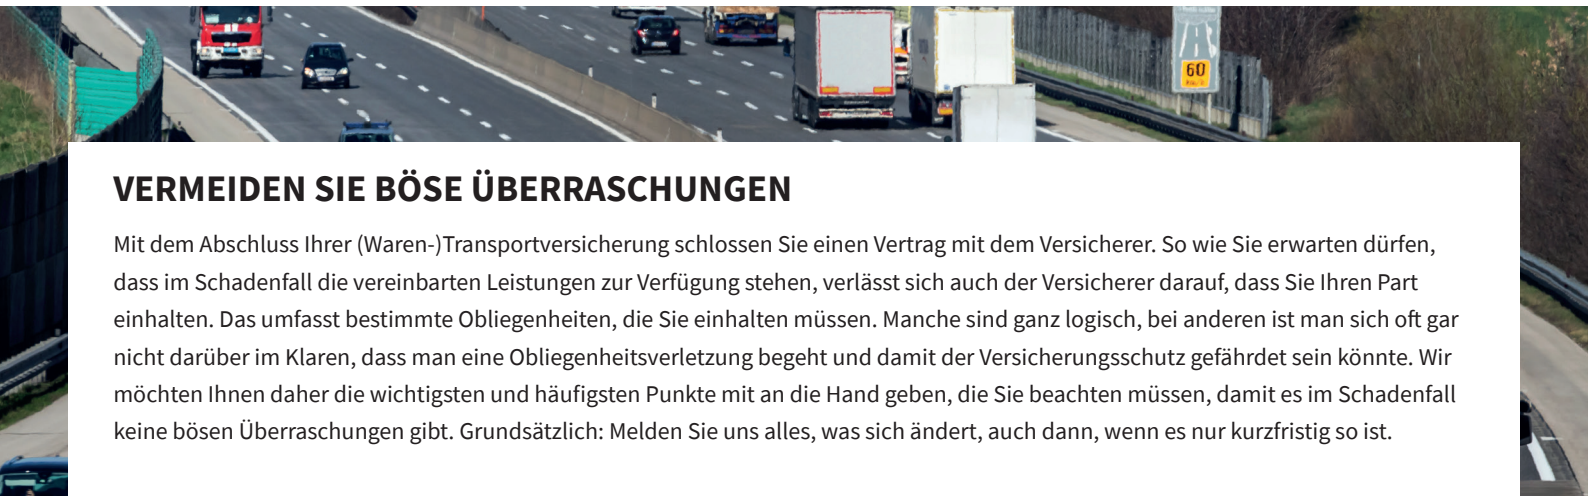 60
VERMEIDEN SIE BÖSE ÜBERRASCHUNGEN
Mit dem Abschluss Ihrer (Waren-)Transportversicherung schlossen Sie einen Vertrag mit dem Versicherer. So wie Sie erwarten dürfen,
dass im Schadenfall die vereinbarten Leistungen zur Verfügung stehen, verlässt sich auch der Versicherer darauf, dass Sie Ihren Part
einhalten. Das umfasst bestimmte Obliegenheiten, die Sie einhalten müssen. Manche sind ganz logisch, bei anderen ist man sich oft gar
nicht darüber im Klaren, dass man eine Obliegenheitsverletzung begeht und damit der Versicherungsschutz gefährdet sein könnte. Wir
möchten Ihnen daher die wichtigsten und häufigsten Punkte mit an die Hand geben, die Sie beachten müssen, damit es im Schadenfall
keine bösen Überraschungen gibt. Grundsätzlich: Melden Sie uns alles, was sich ändert, auch dann, wenn es nur kurzfristig so ist.